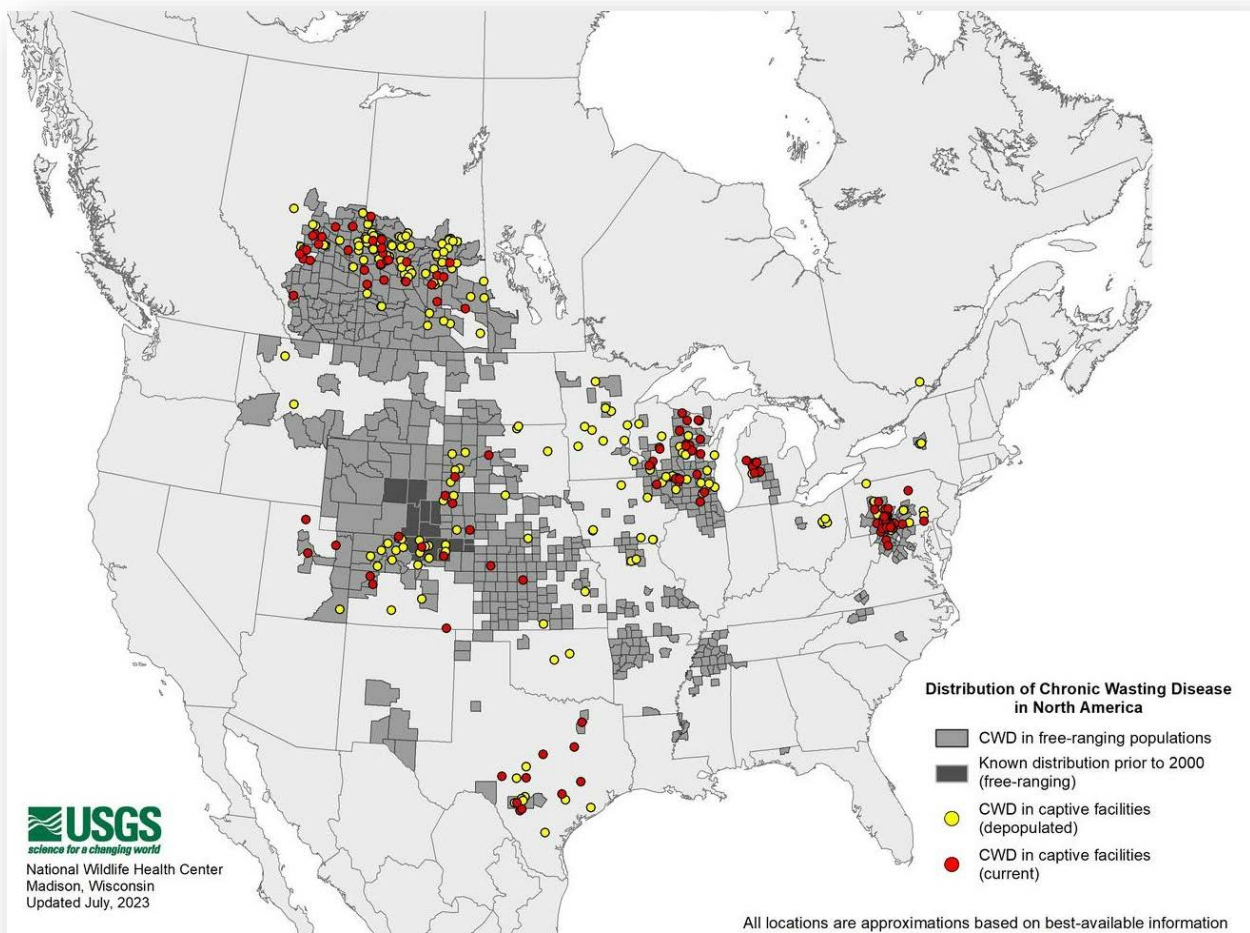 Distribution of Chronic Wasting Disease
in North America
CWD in free-ranging populations
Known distribution prior to 2000
(free-ranging)
CWD in captive facilities
(depopulated)
CWD in captive facilities
(current)
USGS
science for a changing world
National Wildlife Health Center
Madison, Wisconsin
Updated July, 2023
All locations are approximations based on best-available information